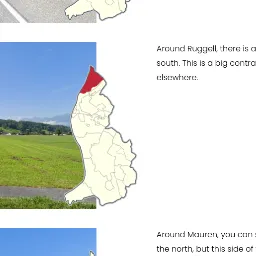 Around Ruggell, there is a
south. This is a big contra
elsewhere.
Around Mauren, you can s
the north, but this side of